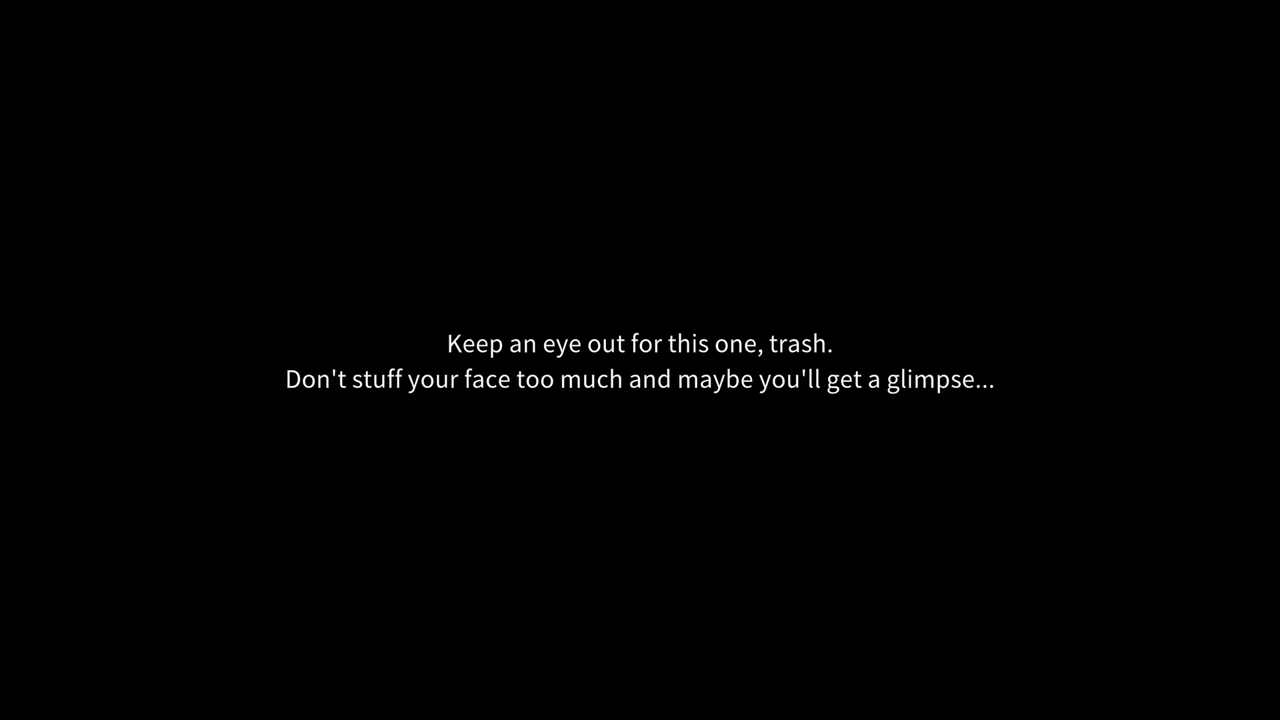 Keep an eye out for this one, trash.
Don't stuff your face too much and maybe you'll get a glimpse...